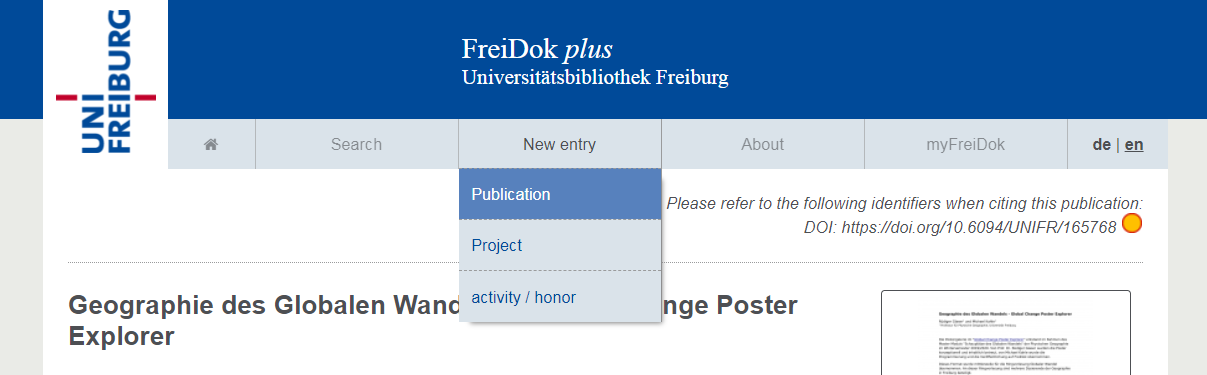 UNI
FREIBURG
FreiDok plus
Universitätsbibliothek Freiburg
Search
New entry
About
myFreiDok
de | en
Publication
Project
activity / honor
Please refer to the following identifiers when citing this publication:
DOI: https://doi.org/10.6094/UNIFR/165768
Geographie des Globalen Wand nge Poster
Explorer
Geographie des Globalen Wandels - Global Change Poster Explorer